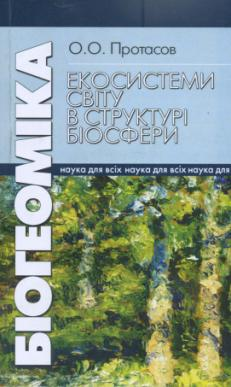 О.О. Протасов
ЕКОСИСТЕМИ
СВІТУ
В СТРУКТУРІ
БІОСФЕРИ
наука для всіх наука для всіх наука для
БІОГЕОМІКА